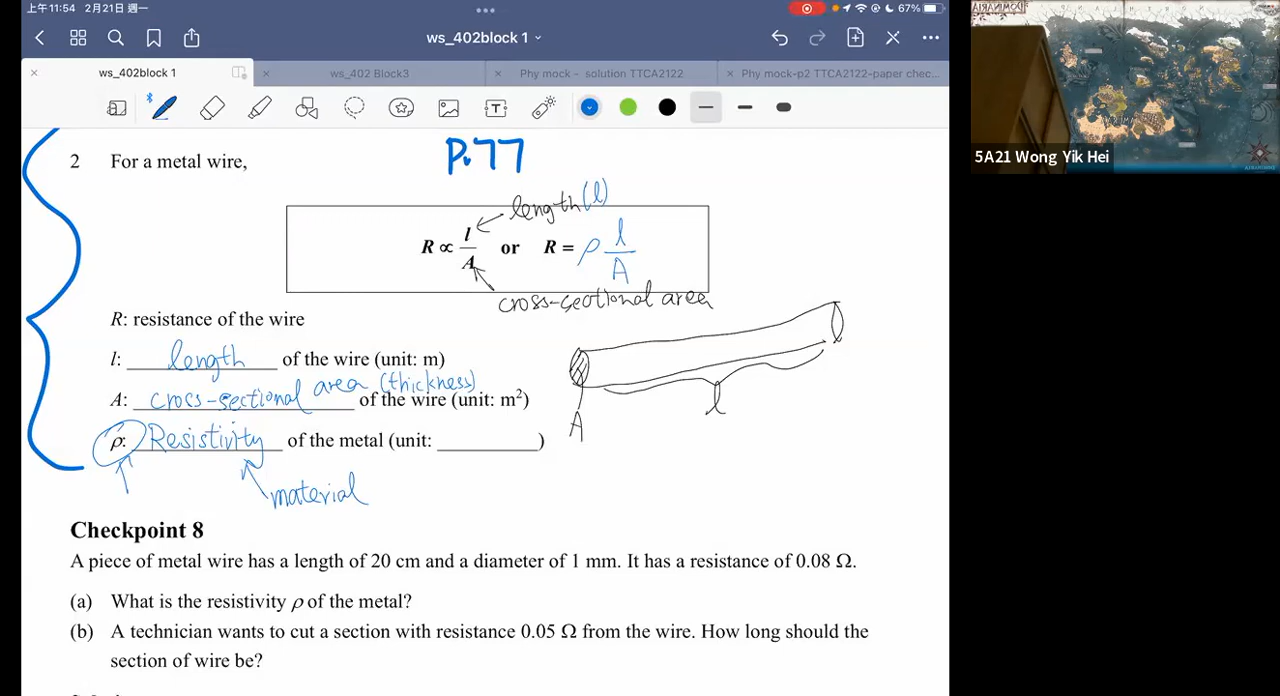 上午11:54 2月21日 週一
67%
ws_402block 1
ws_402block 1
ws_402 Block3
Phy mock - solution TTCA2122
Phy mock-p2 TTCA2122-paper chec...
5A21 Wong Yik Hei
P.77
2 For a metal wire,
length (l)
R ∝ l/A or R = ρ l/A
cross-sectional area
R: resistance of the wire
l: length of the wire (unit: m)
A: cross-sectional area (thickness) of the wire (unit: m²)
ρ: Resistivity of the metal (unit: __________)
material
A
l
Checkpoint 8
A piece of metal wire has a length of 20 cm and a diameter of 1 mm. It has a resistance of 0.08 Ω.
(a) What is the resistivity ρ of the metal?
(b) A technician wants to cut a section with resistance 0.05 Ω from the wire. How long should the
section of wire be?